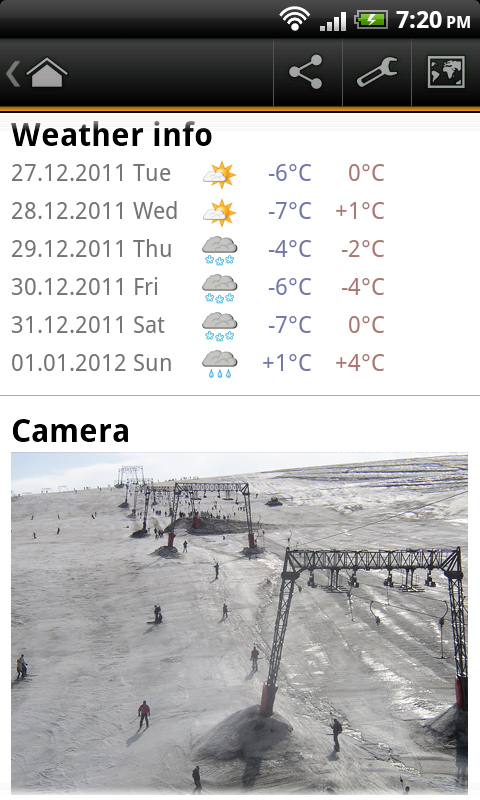 7:20 PM
Weather info
27.12.2011 Tue -6°C 0°C
28.12.2011 Wed -7°C +1°C
29.12.2011 Thu -4°C -2°C
30.12.2011 Fri -6°C -4°C
31.12.2011 Sat -7°C 0°C
01.01.2012 Sun +1°C +4°C
Camera